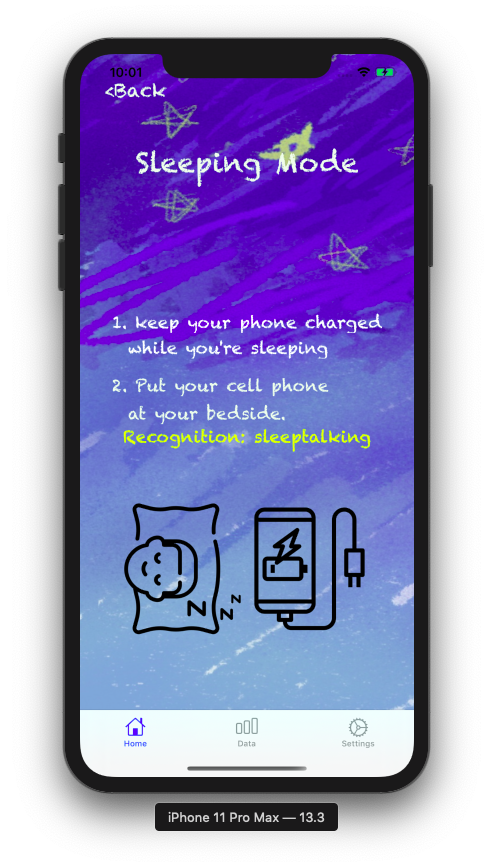 10:01
<Back
Sleeping Mode
1. keep your phone charged
while you're sleeping
2. Put your cell phone
at your bedside.
Recognition: sleeptalking
z z z
Home
Data
Settings
iPhone 11 Pro Max — 13.3